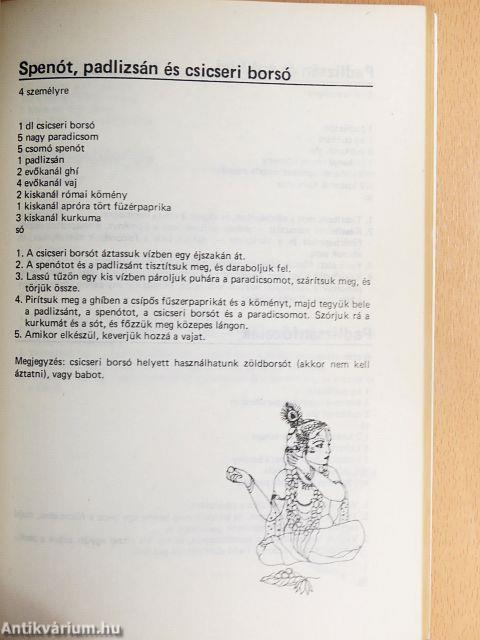 Spenót, padlizsán és csicseri borsó
4 személyre
1 dl csicseri borsó
5 nagy paradicsom
5 csomó spenót
1 padlizsán
2 evőkanál ghí
4 evőkanál vaj
2 kiskanál római kömény
1 kiskanál apróra tört füzérpaprika
3 kiskanál kurkuma
só
1. A csicseri borsót áztassuk vízben egy éjszakán át.
2. A spenótot és a padlizsánt tisztítsuk meg, és daraboljuk fel.
3. Lassú tűzön egy kis vízben pároljuk puhára a paradicsomot, szárítsuk meg, és
törjük össze.
4. Pirítsuk meg a ghíben a csípős fűszerpaprikát és a köményt, majd tegyük bele
a padlizsánt, a spenótot, a csicseri borsót és a paradicsomot. Szórjuk rá a
kurkumát és a sót, és főzzük meg közepes lángon.
5. Amikor elkészül, keverjük hozzá a vajat.
Megjegyzés: csicseri borsó helyett használhatunk zöldborsót (akkor nem kell
áztatni), vagy babot.
Antikvárium.hu